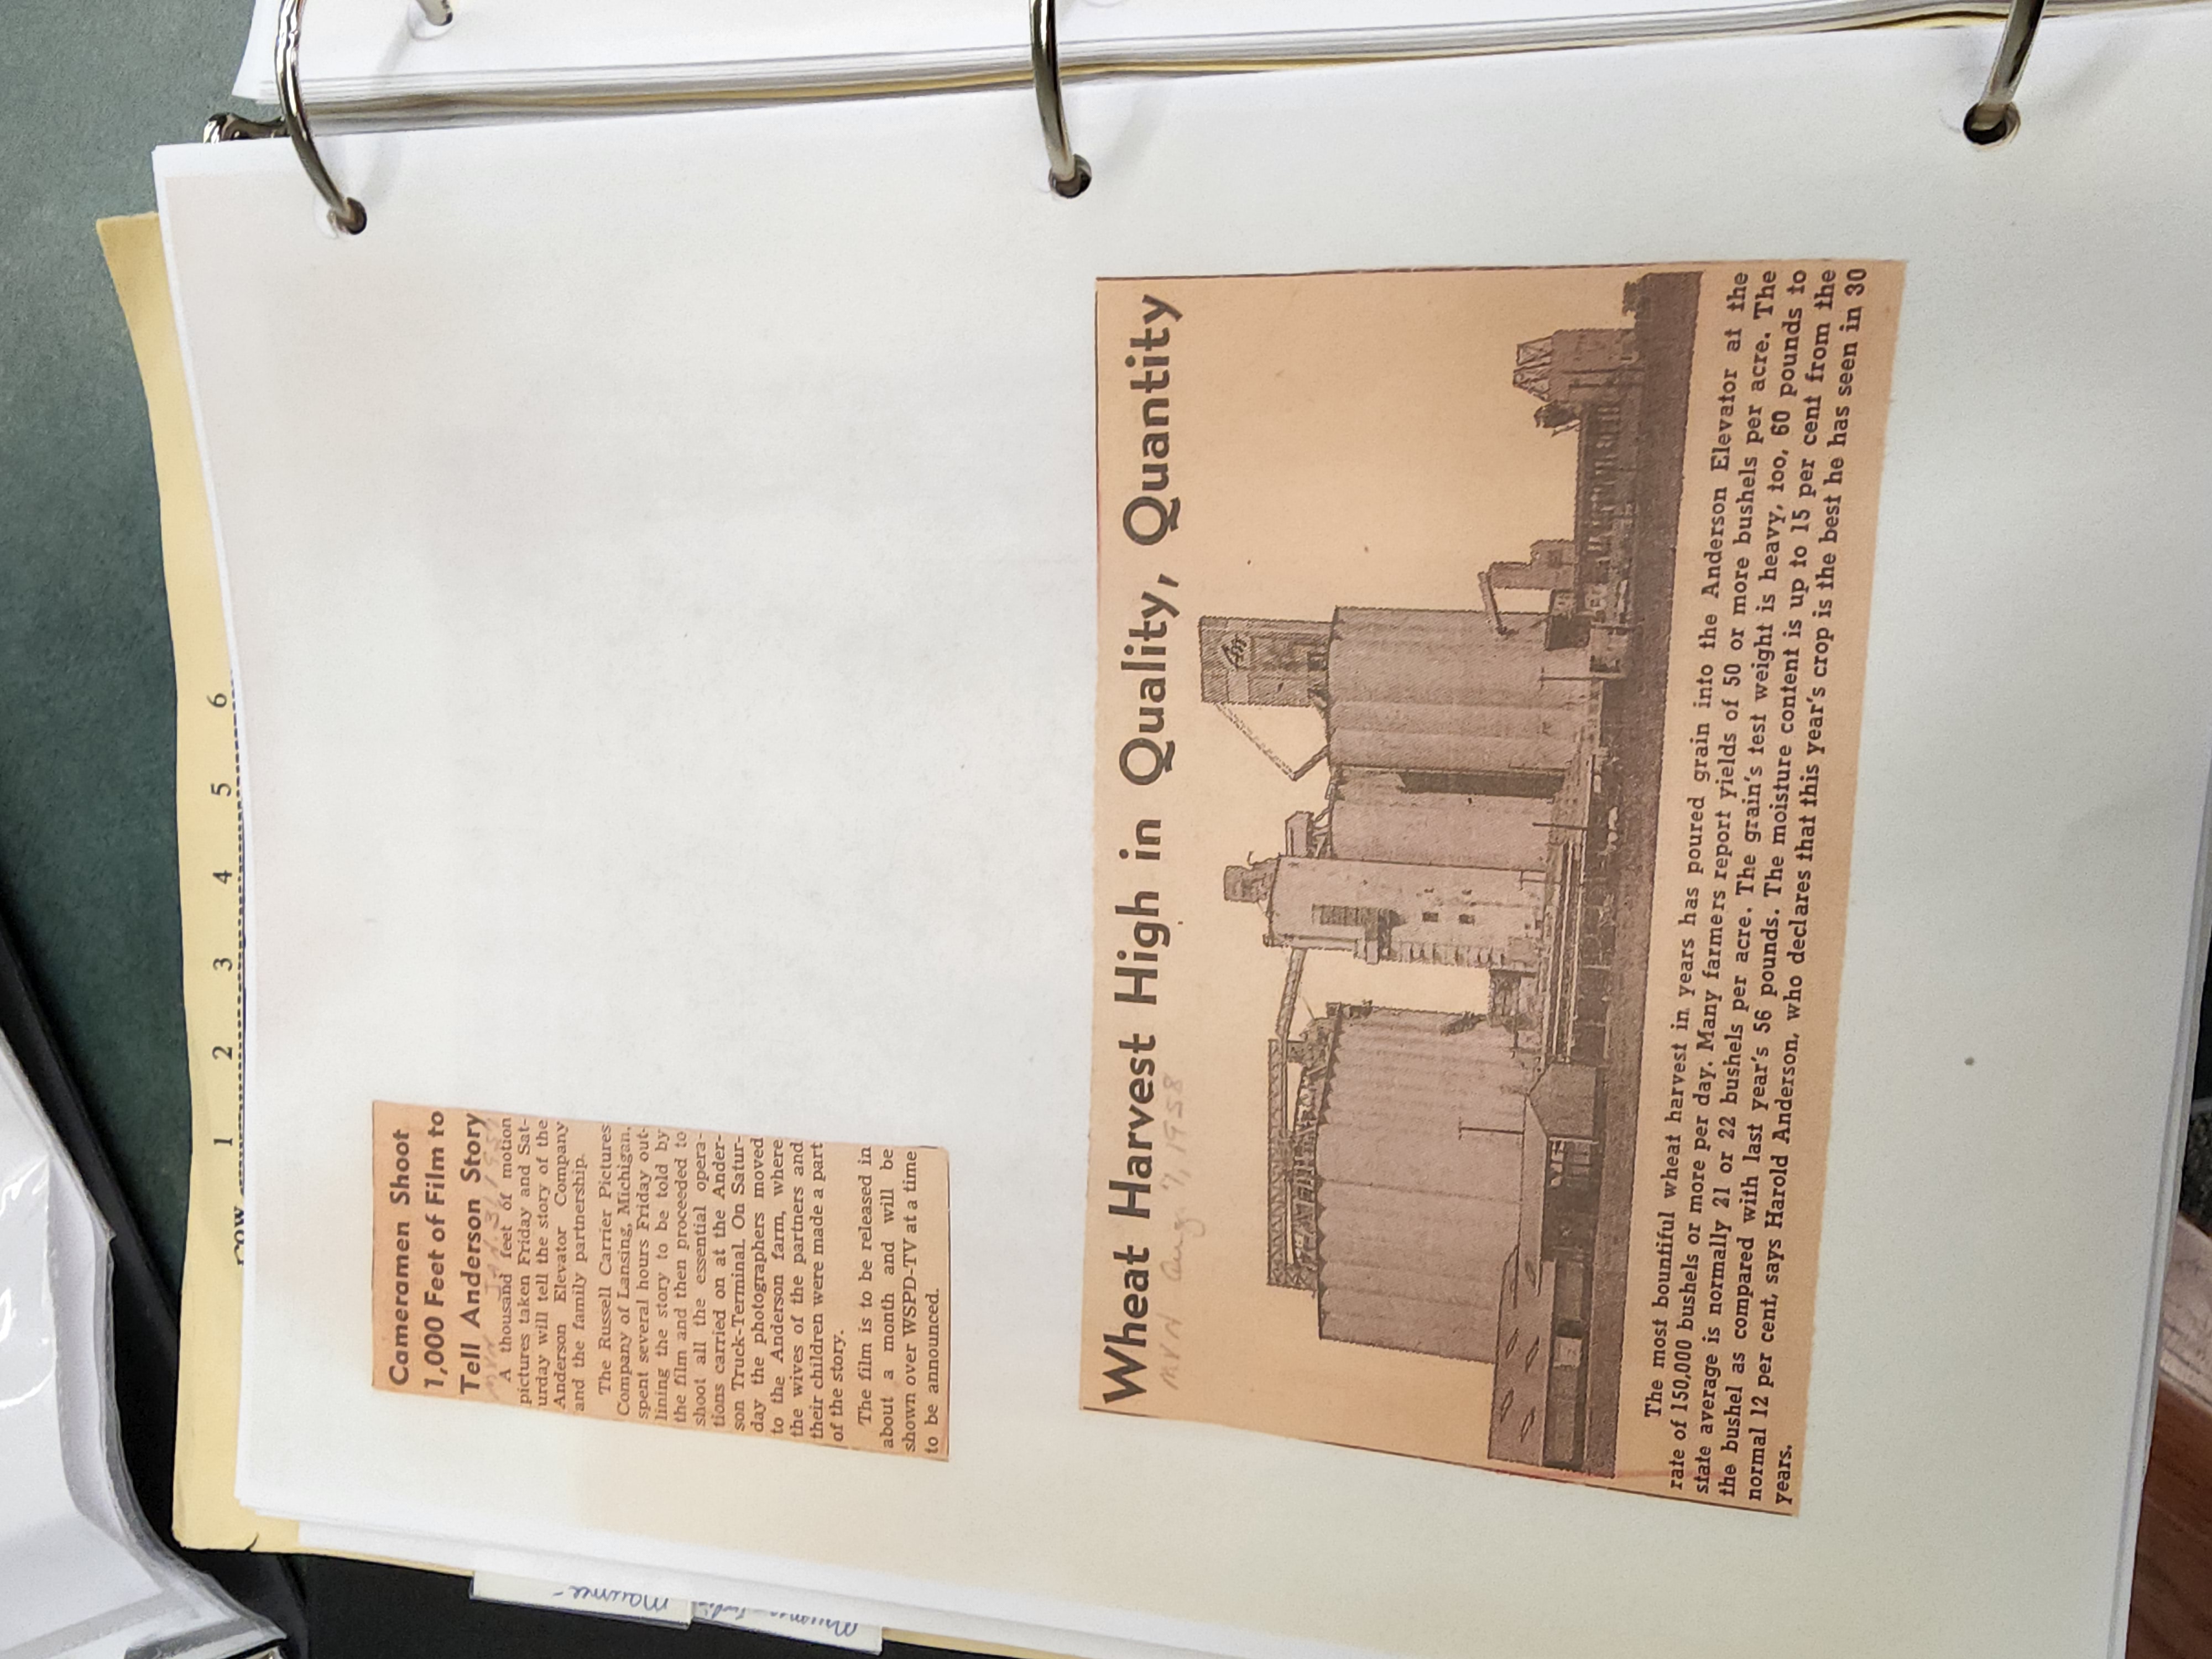 Cameramen Shoot
1,000 Feet of Film to
Tell Anderson Story
A thousand feet of motion
pictures taken Friday and Sat-
urday will tell the story of the
Anderson Elevator Company
and the family partnership.
The Russell Carrier Pictures
Company of Lansing, Michigan,
spent several hours Friday out-
lining the story to be told by
the film and then proceeded to
shoot all the essential opera-
tions carried on at the Ander-
son Truck-Terminal. On Satur-
day the photographers moved
to the Anderson farm, where
the wives of the partners and
their children were made a part
of the story.
The film is to be released in
about a month and will be
shown over WSPD-TV at a time
to be announced.
Wheat Harvest High in Quality, Quantity
MVN Aug 7, 1958
The most bountiful wheat harvest in years has poured grain into the Anderson Elevator at the
rate of 150,000 bushels or more per day. Many farmers report yields of 50 or more bushels per acre. The
state average is normally 21 or 22 bushels per acre. The grain's test weight is heavy, too, 60 pounds to
the bushel as compared with last year's 56 pounds. The moisture content is up to 15 per cent from the
normal 12 per cent, says Harold Anderson, who declares that this year's crop is the best he has seen in 30
years.
1 2 3 4 5 6
Maumee -
Maumee